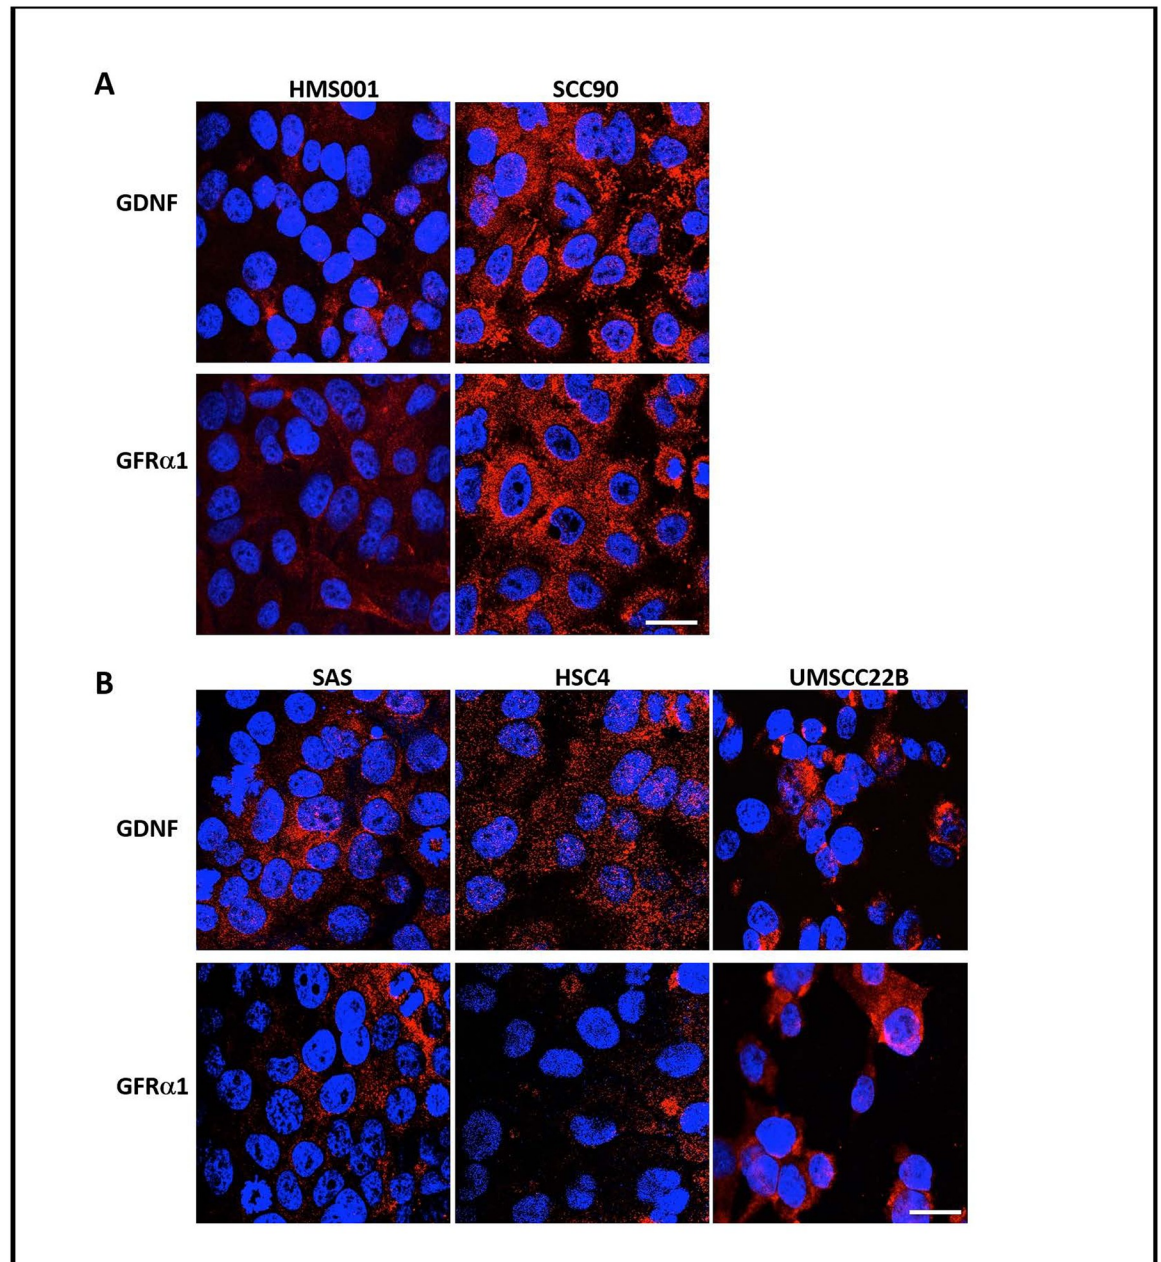 A
HMS001 SCC90
GDNF
GFRα1
B
SAS HSC4 UMSCC22B
GDNF
GFRα1